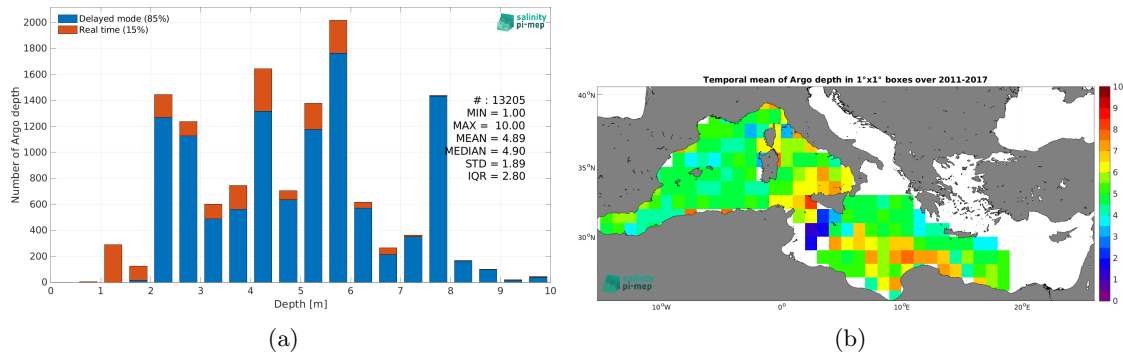 Delayed mode (85%)
Real time (15%)
salinity
pi-mep
2000
1800
1600
1400
1200
1000
800
600
400
200
0
Number of Argo depth
# : 13205
MIN = 1.00
MAX = 10.00
MEAN = 4.89
MEDIAN = 4.90
STD = 1.89
IQR = 2.80
0 1 2 3 4 5 6 7 8 9 10
Depth [m]
(a)
Temporal mean of Argo depth in 1°x1° boxes over 2011-2017
40°N
35°N
30°N
10°W 0° 10°E 20°E
salinity
pi-mep
10
9
8
7
6
5
4
3
2
1
0
(b)